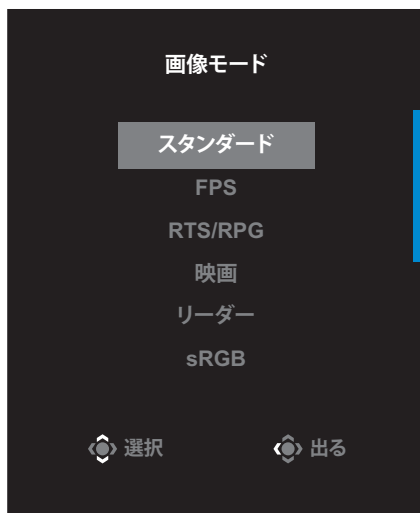 画像モード
スタンダード
FPS
RTS/RPG
映画
リーダー
sRGB
選択 出る